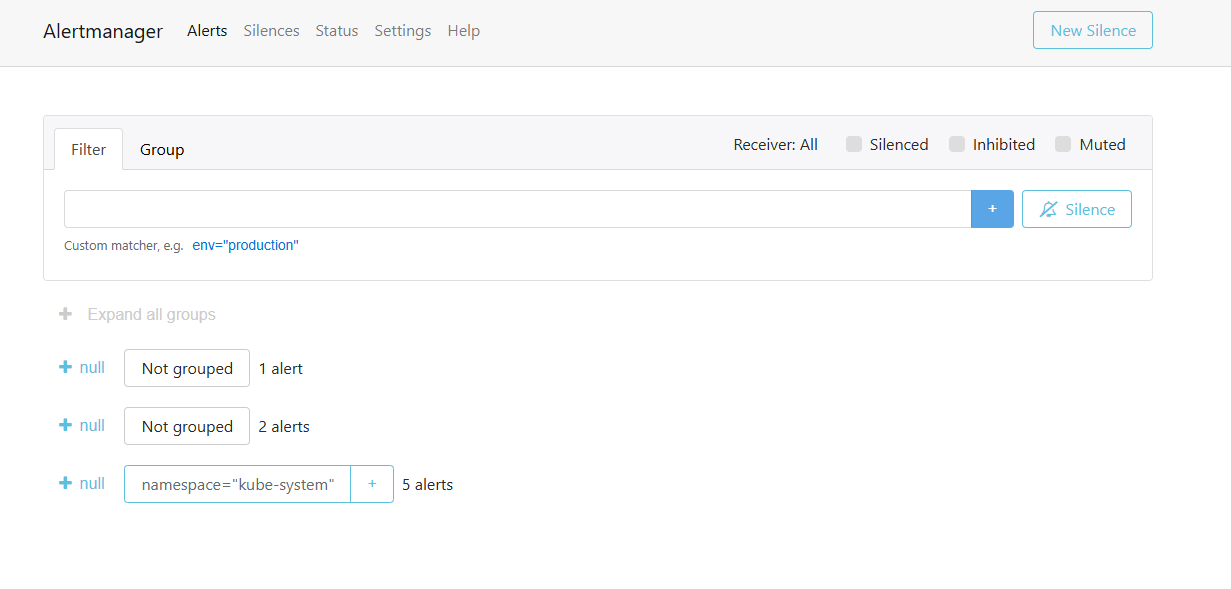 Alertmanager Alerts Silences Status Settings Help New Silence
Filter Group Receiver: All Silenced Inhibited Muted
+ Silence
Custom matcher, e.g. env="production"
+ Expand all groups
+ null Not grouped 1 alert
+ null Not grouped 2 alerts
+ null namespace="kube-system" + 5 alerts